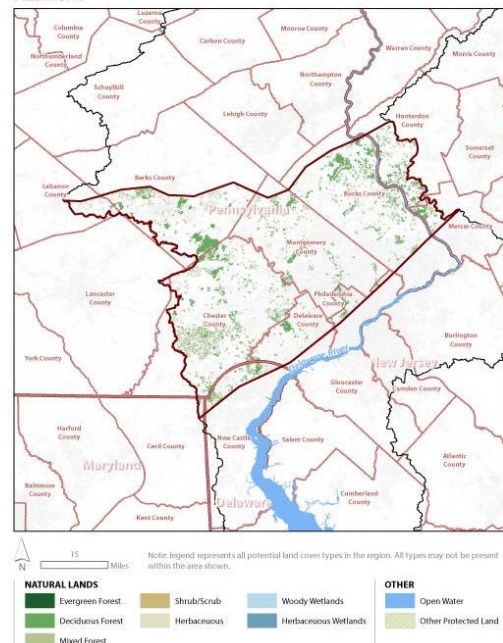 Luzerne
County
Columbia
County
Monroe County
Carbon County
Warren County
Morris County
Northumberland
County
Northampton
County
Schuylkill
County
Lehigh County
Hunterdon
County
Somerset
County
Berks County
Lebanon
County
Bucks County
Pennsylvania
Mercer County
Montgomery
County
Lancaster
County
Philadelphia
County
Chester
County
Delaware
County
Burlington
County
York County
Delaware River
New Jersey
Gloucester
County
Camden County
Harford
County
New Castle
County
Salem County
Cecil County
Atlantic
County
Maryland
Baltimore
County
Delaware
Cumberland
County
Kent County
N
15
Miles
Note: legend represents all potential land cover types in the region. All types may not be present
within the area shown.
NATURAL LANDS
Evergreen Forest
Deciduous Forest
Mixed Forest
Shrub/Scrub
Herbaceous
Woody Wetlands
Herbaceous Wetlands
OTHER
Open Water
Other Protected Land